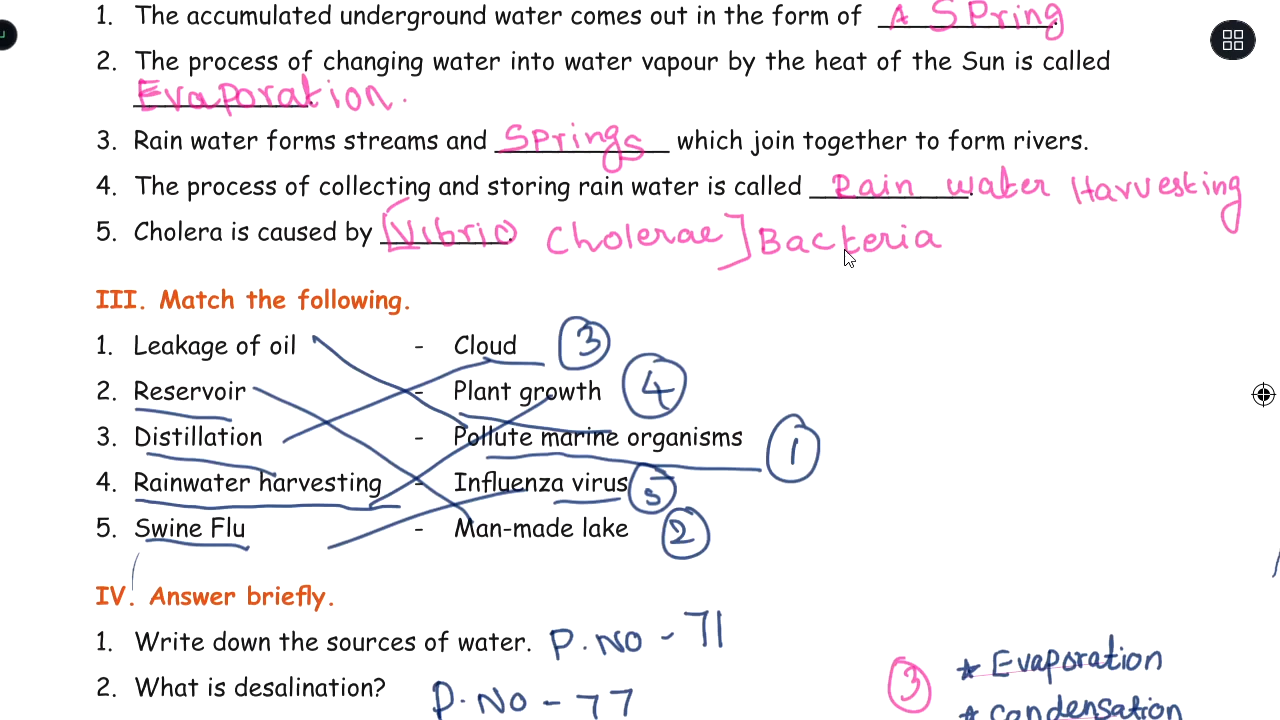 1. The accumulated underground water comes out in the form of A SPring
2. The process of changing water into water vapour by the heat of the Sun is called
Evaporation.
3. Rain water forms streams and SPrings which join together to form rivers.
4. The process of collecting and storing rain water is called Rain water Harvesting.
5. Cholera is caused by [Vibrio Cholerae] Bacteria
III. Match the following.
1. Leakage of oil - Cloud 3
2. Reservoir - Plant growth 4
3. Distillation - Pollute marine organisms 1
4. Rainwater harvesting - Influenza virus 5
5. Swine Flu - Man-made lake 2
IV. Answer briefly.
1. Write down the sources of water. P.NO - 71
2. What is desalination? P.NO - 77
3 * Evaporation
* Condensation